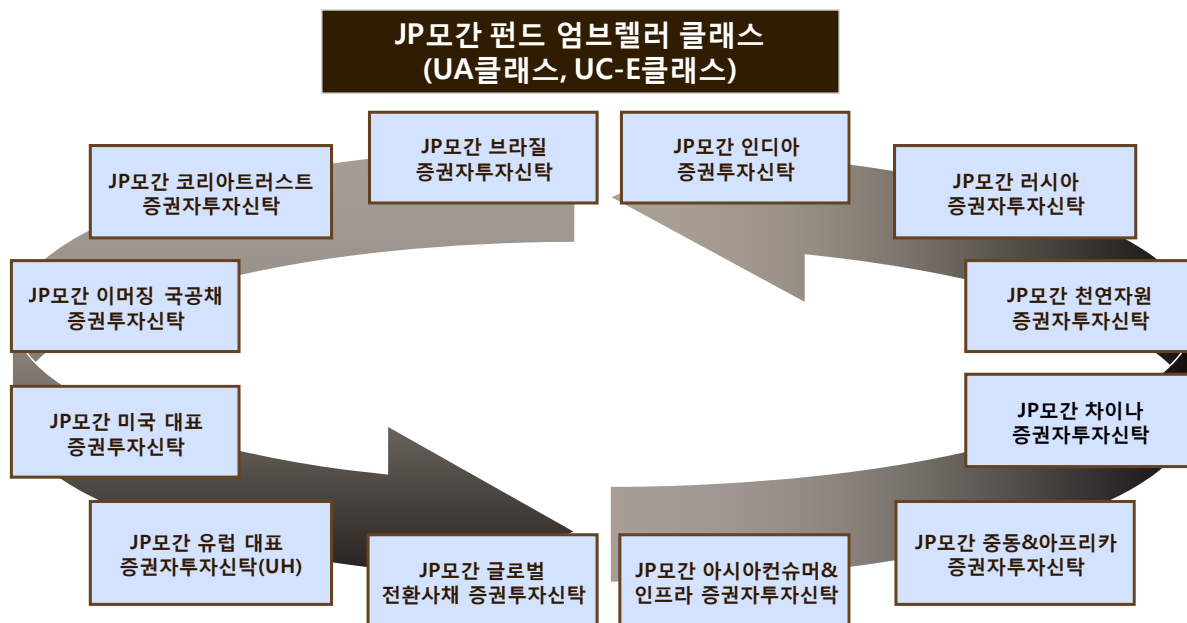 JP모간 펀드 엄브렐러 클래스
(UA클래스, UC-E클래스)
JP모간 브라질
증권자투자신탁
JP모간 인디아
증권투자신탁
JP모간 코리아트러스트
증권자투자신탁
JP모간 러시아
증권자투자신탁
JP모간 이머징 국공채
증권투자신탁
JP모간 천연자원
증권자투자신탁
JP모간 미국 대표
증권투자신탁
JP모간 차이나
증권자투자신탁
JP모간 유럽 대표
증권자투자신탁(UH)
JP모간 글로벌
전환사채 증권투자신탁
JP모간 아시아컨슈머&
인프라 증권자투자신탁
JP모간 중동&아프리카
증권자투자신탁